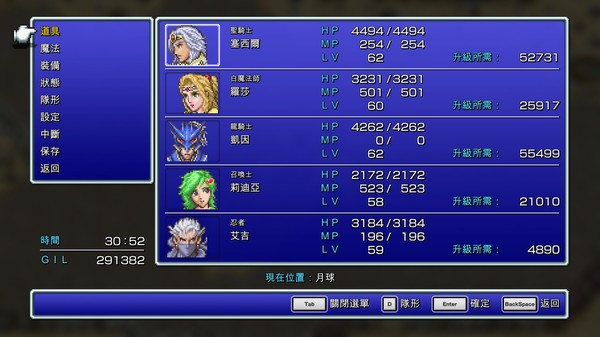 道具
魔法
裝備
狀態
隊形
設定
中斷
保存
返回
時間 30:52
GIL 291382
聖騎士 HP 4494/4494
塞西爾 MP 254/ 254
LV 62 升級所需: 52731
白魔法師 HP 3231/3231
羅莎 MP 501/ 501
LV 60 升級所需: 25917
龍騎士 HP 4262/4262
凱因 MP 0/ 0
LV 62 升級所需: 55499
召喚士 HP 2172/2172
莉迪亞 MP 523/ 523
LV 58 升級所需: 21010
忍者 HP 3184/3184
艾吉 MP 196/ 196
LV 59 升級所需: 4890
現在位置:月球
Tab 關閉選單 D 隊形 Enter 確定 BackSpace 返回